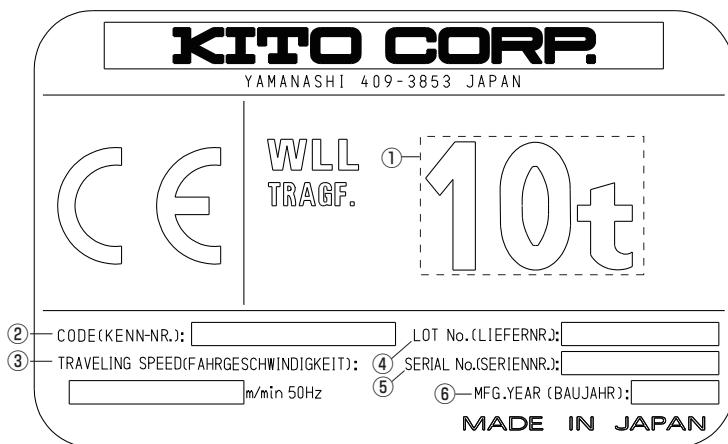 KITO CORP.
YAMANASHI 409-3853 JAPAN
CE
WLL
TRAGF.
① 10t
② CODE(KENN-NR.):
③ TRAVELING SPEED(FAHRGESCHWINDIGKEIT):
m/min 50Hz
④ LOT No.(LIEFERNR.):
⑤ SERIAL No.(SERIENNR.):
⑥ MFG.YEAR (BAUJAHR):
MADE IN JAPAN